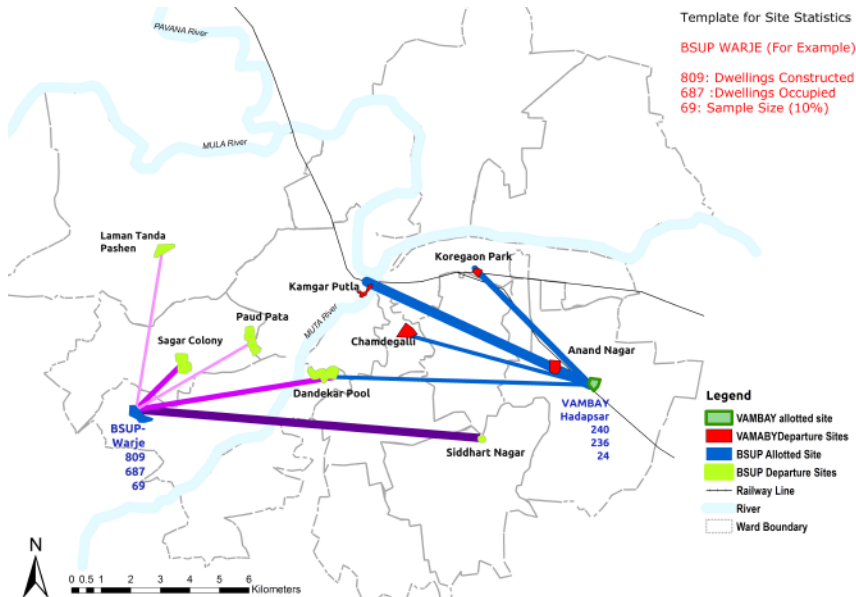 Template for Site Statistics
BSUP WARJE (For Example)
809: Dwellings Constructed
687 :Dwellings Occupied
69: Sample Size (10%)
PAVANA River
MULA River
Laman Tanda
Pashen
Koregaon Park
Kamgar Putla
Paud Pata
MUTA River
Sagar Colony
Chamdegalli
Anand Nagar
Dandekar Pool
VAMBAY
Hadapsar
240
236
24
BSUP-
Warje
809
687
69
Siddhart Nagar
Legend
VAMBAY allotted site
VAMABYDeparture Sites
BSUP Allotted Site
BSUP Departure Sites
Railway Line
River
Ward Boundary
N
0 0.5 1 2 3 4 5 6
Kilometers